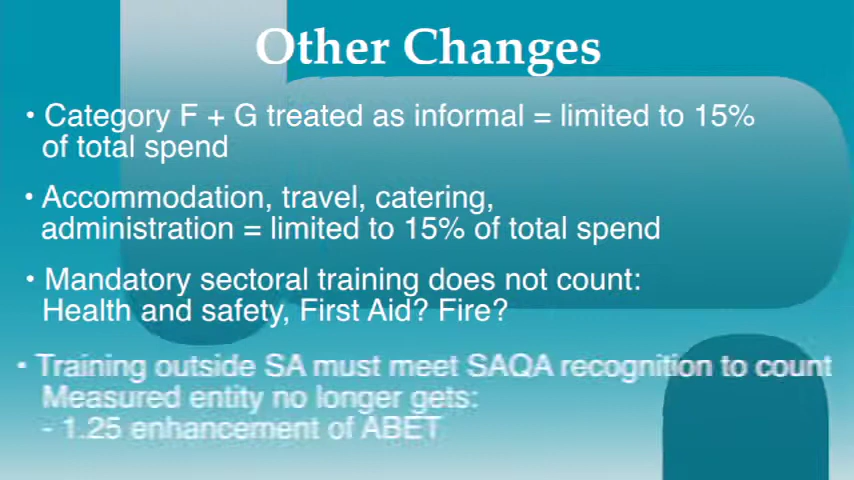 Other Changes
• Category F + G treated as informal = limited to 15%
of total spend
• Accommodation, travel, catering,
administration = limited to 15% of total spend
• Mandatory sectoral training does not count:
Health and safety, First Aid? Fire?
• Training outside SA must meet SAQA recognition to count
Measured entity no longer gets:
- 1.25 enhancement of ABET